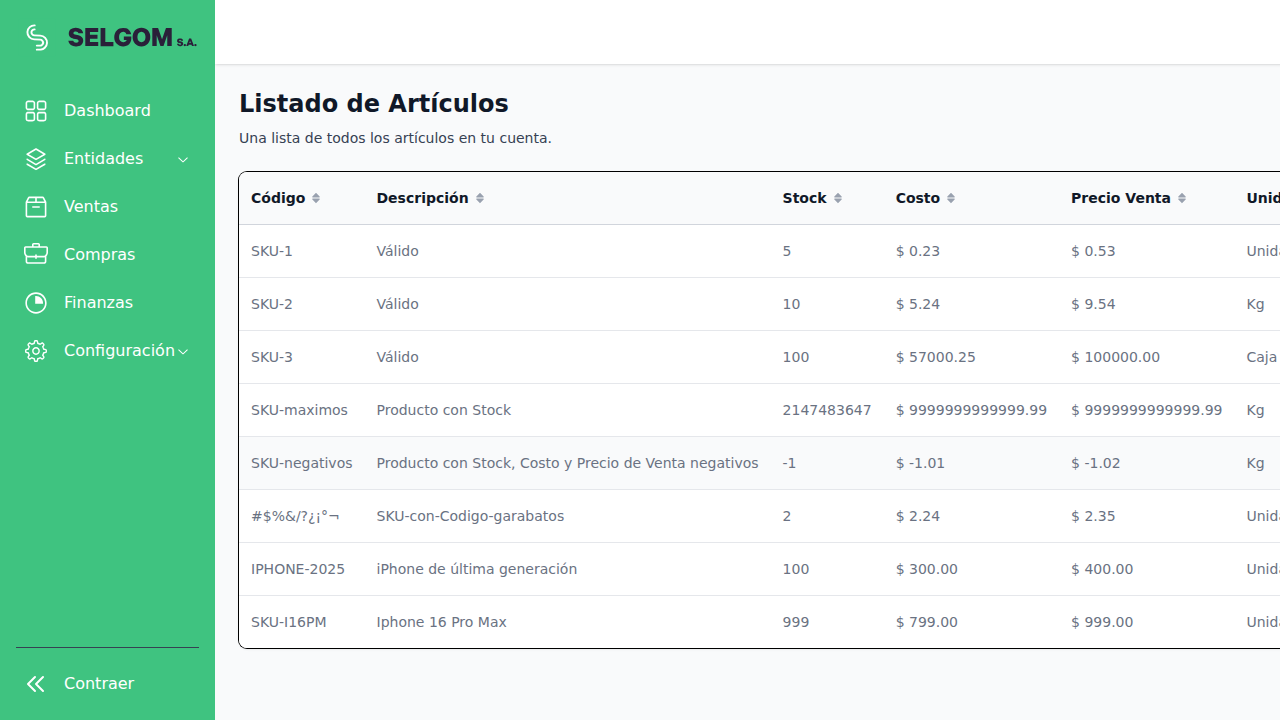 SELGOM S.A.
Dashboard
Entidades
Ventas
Compras
Finanzas
Configuración
Contraer
Listado de Artículos
Una lista de todos los artículos en tu cuenta.
Código Descripción Stock Costo Precio Venta Unid
SKU-1 Válido 5 $ 0.23 $ 0.53 Unida
SKU-2 Válido 10 $ 5.24 $ 9.54 Kg
SKU-3 Válido 100 $ 57000.25 $ 100000.00 Caja
SKU-maximos Producto con Stock 2147483647 $ 9999999999999.99 $ 9999999999999.99 Kg
SKU-negativos Producto con Stock, Costo y Precio de Venta negativos -1 $ -1.01 $ -1.02 Kg
#$%&/?¿¡°¬ SKU-con-Codigo-garabatos 2 $ 2.24 $ 2.35 Unida
IPHONE-2025 iPhone de última generación 100 $ 300.00 $ 400.00 Unida
SKU-I16PM Iphone 16 Pro Max 999 $ 799.00 $ 999.00 Unida